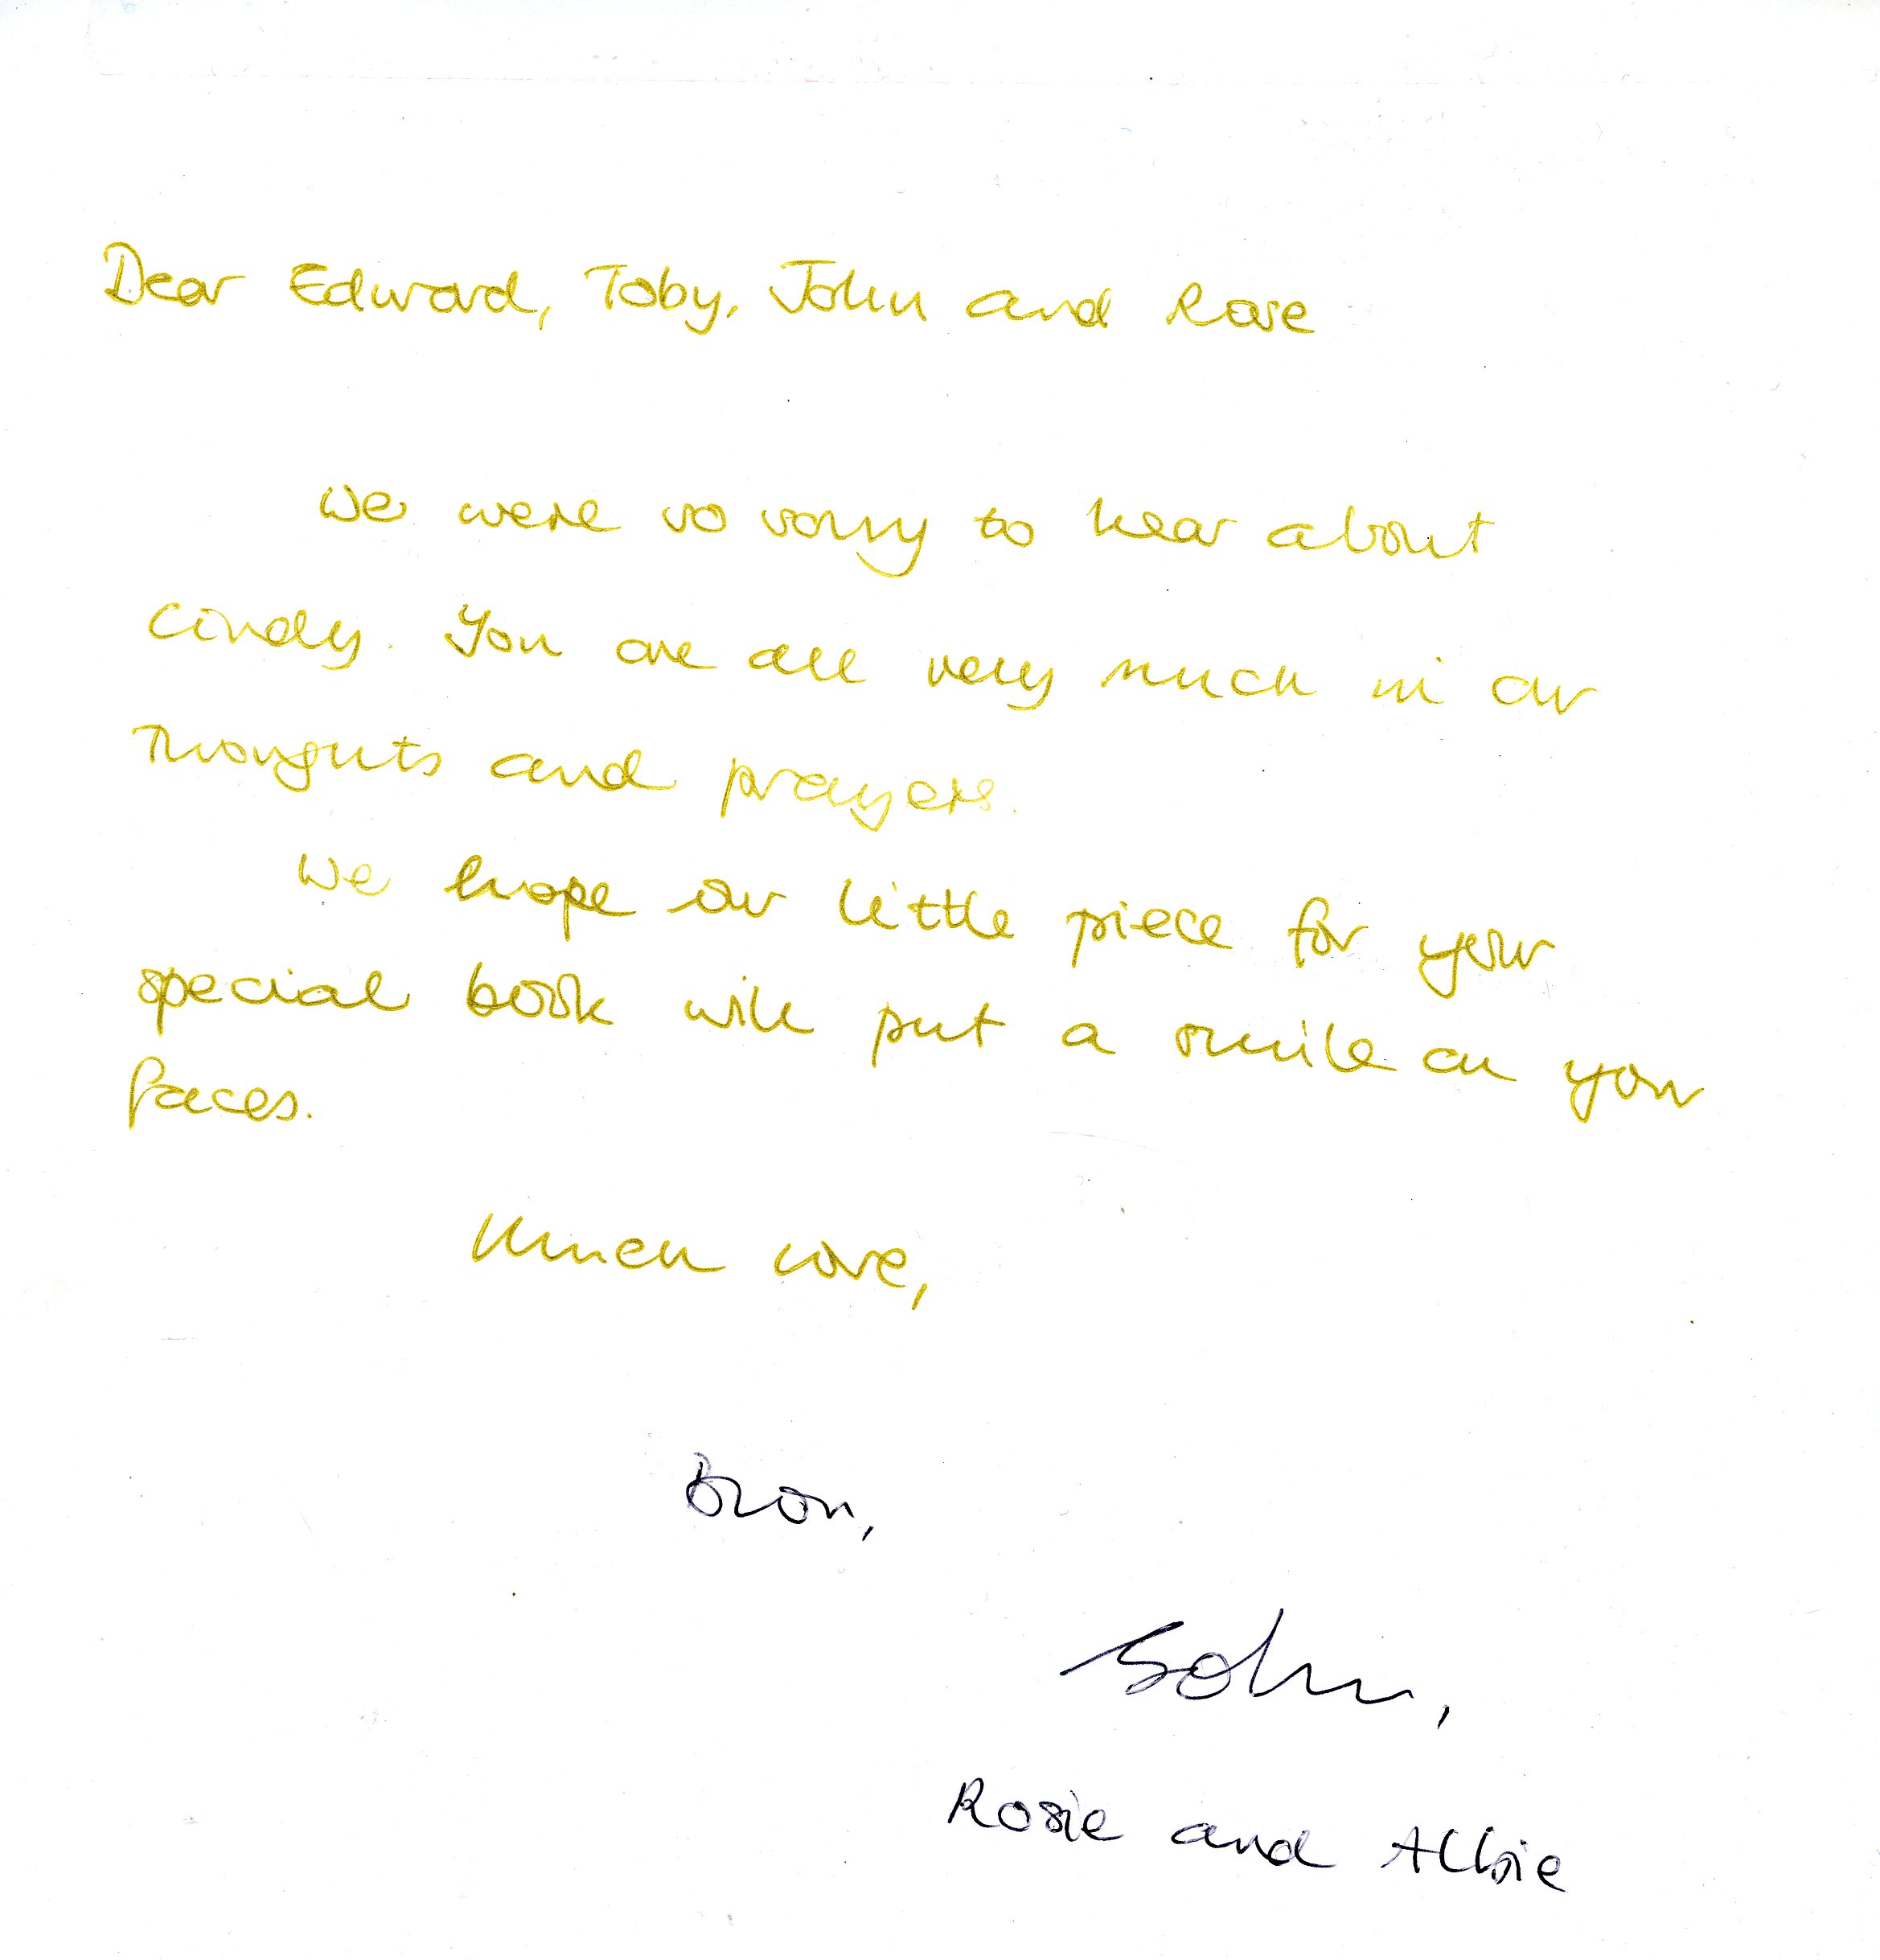 Dear Edward, Toby, John and Rose
We were so sorry to hear about
Cindy. You are all very much in our
thoughts and prayers.
We hope our little piece for your
special book will put a smile on your
faces.
Much love,
Bron,
John,
Rosie and Albie